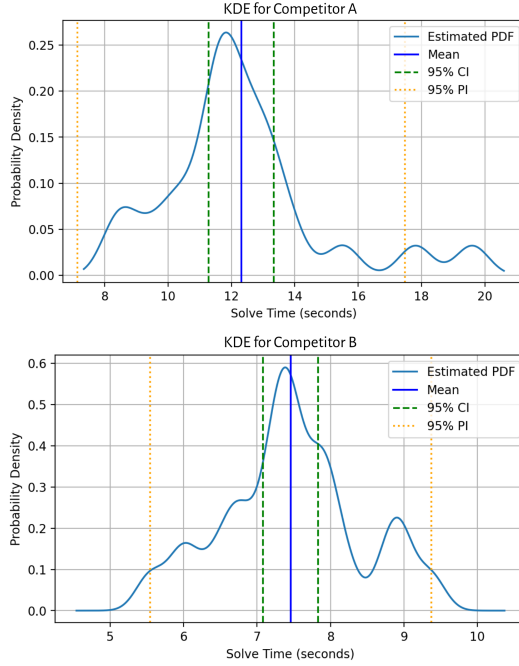 KDE for Competitor A
0.25
0.20
0.15
0.10
0.05
0.00
Probability Density
Estimated PDF
Mean
95% CI
95% PI
8 10 12 14 16 18 20
Solve Time (seconds)
KDE for Competitor B
0.6
0.5
0.4
0.3
0.2
0.1
0.0
Probability Density
Estimated PDF
Mean
95% CI
95% PI
5 6 7 8 9 10
Solve Time (seconds)